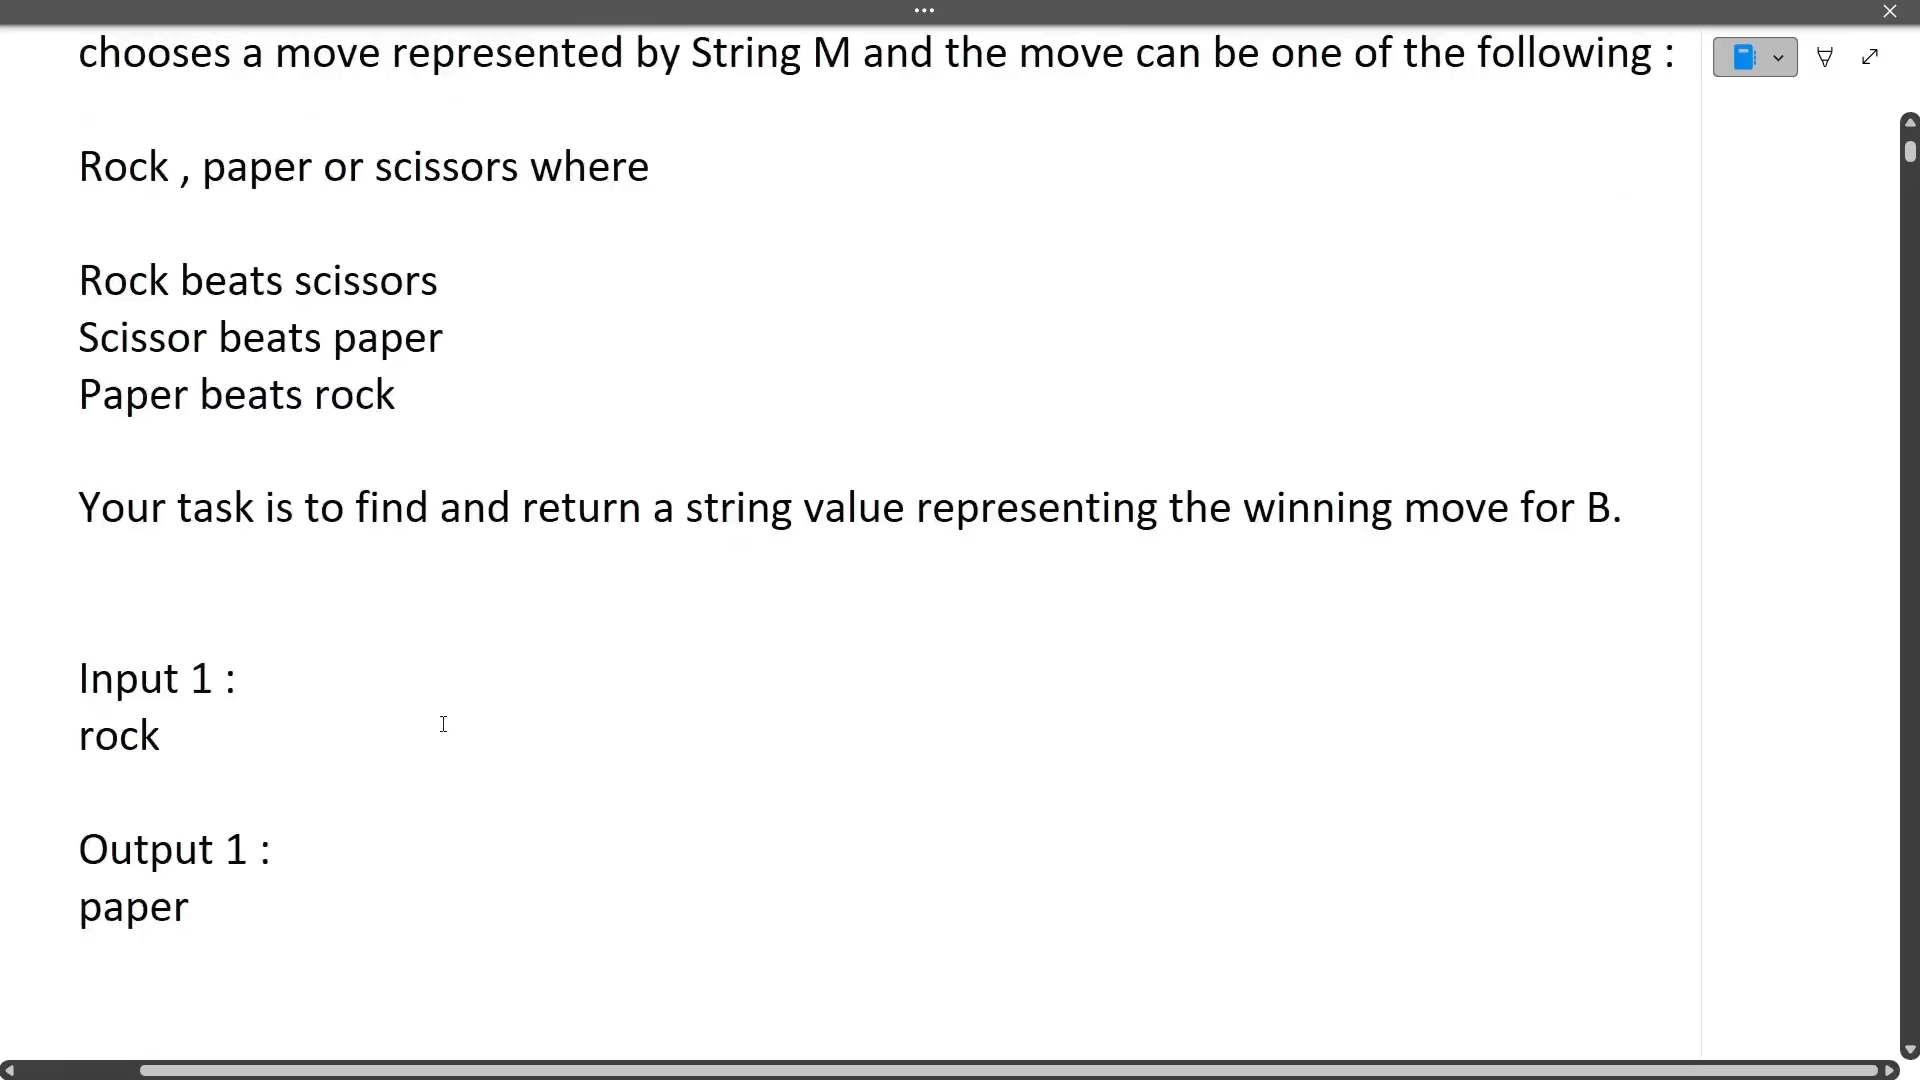 chooses a move represented by String M and the move can be one of the following :
Rock , paper or scissors where
Rock beats scissors
Scissor beats paper
Paper beats rock
Your task is to find and return a string value representing the winning move for B.
Input 1 :
rock
Output 1 :
paper